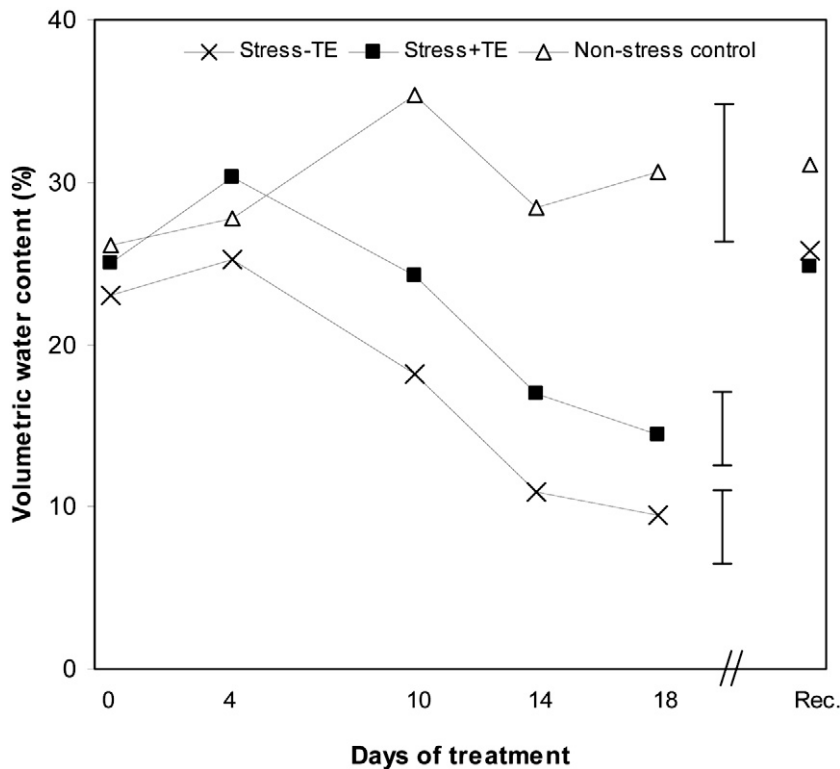 40
Stress-TE Stress+TE Non-stress control
30
20
10
0
Volumetric water content (%)
0 4 10 14 18 Rec.
Days of treatment